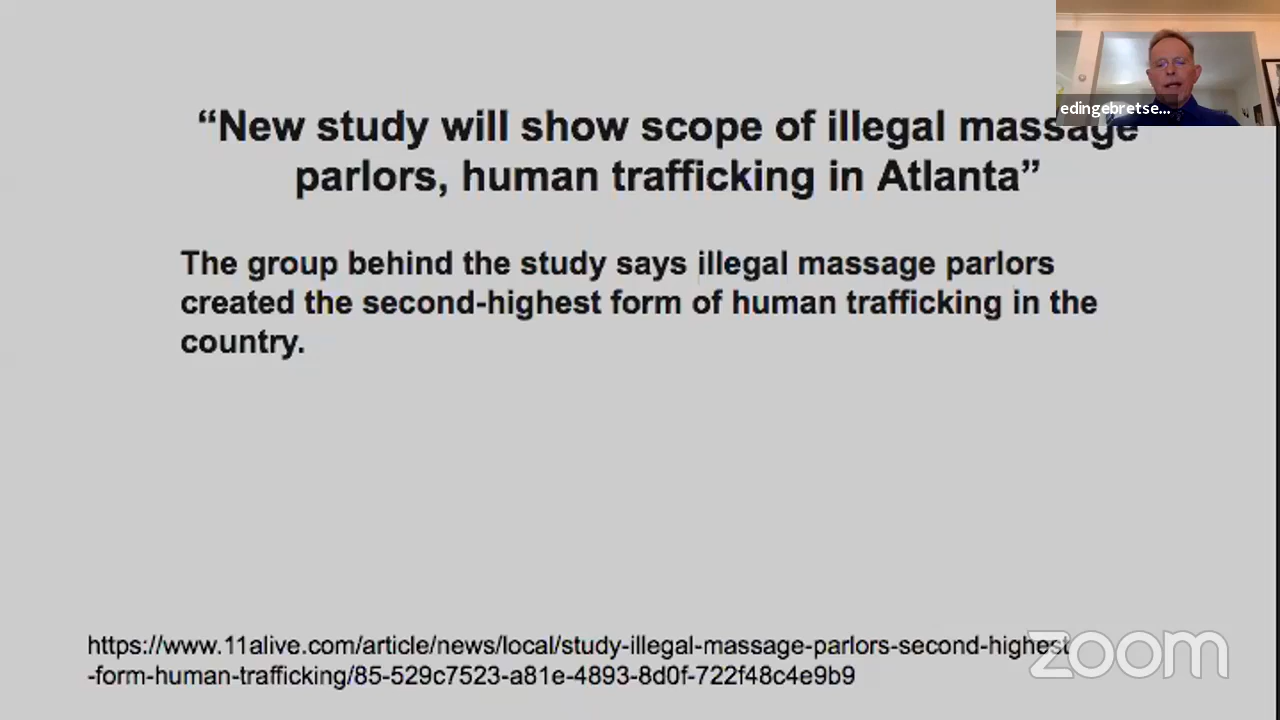 “New study will show scope of illegal massage
parlors, human trafficking in Atlanta”
The group behind the study says illegal massage parlors
created the second-highest form of human trafficking in the
country.
https://www.11alive.com/article/news/local/study-illegal-massage-parlors-second-highest
-form-human-trafficking/85-529c7523-a81e-4893-8d0f-722f48c4e9b9
edingebretse...
zoom